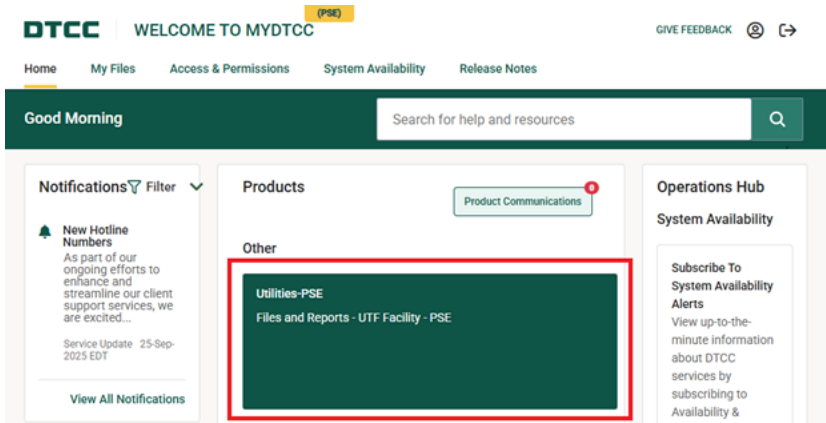 (PSE)
DTCC WELCOME TO MYDTCC
GIVE FEEDBACK
Home My Files Access & Permissions System Availability Release Notes
Good Morning
Search for help and resources
Notifications Filter
New Hotline
Numbers
As part of our
ongoing efforts to
enhance and
streamline our client
support services, we
are excited...
Service Update 25-Sep-
2025 EDT
View All Notifications
Products
Product Communications
0
Other
Utilities-PSE
Files and Reports - UTF Facility - PSE
Operations Hub
System Availability
Subscribe To
System Availability
Alerts
View up-to-the-
minute information
about DTCC
services by
subscribing to
Availability &